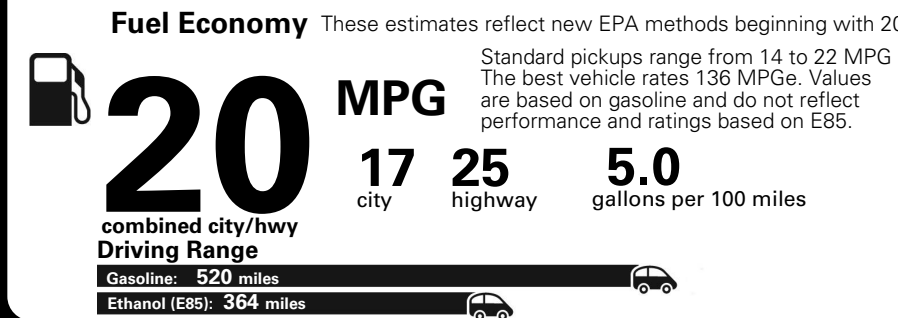 Fuel Economy These estimates reflect new EPA methods beginning with
Standard pickups range from 14 to 22 MPG
The best vehicle rates 136 MPGe. Values
are based on gasoline and do not reflect
performance and ratings based on E85.
20 MPG
17 25 5.0
city highway gallons per 100 miles
combined city/hwy
Driving Range
Gasoline: 520 miles
Ethanol (E85): 364 miles